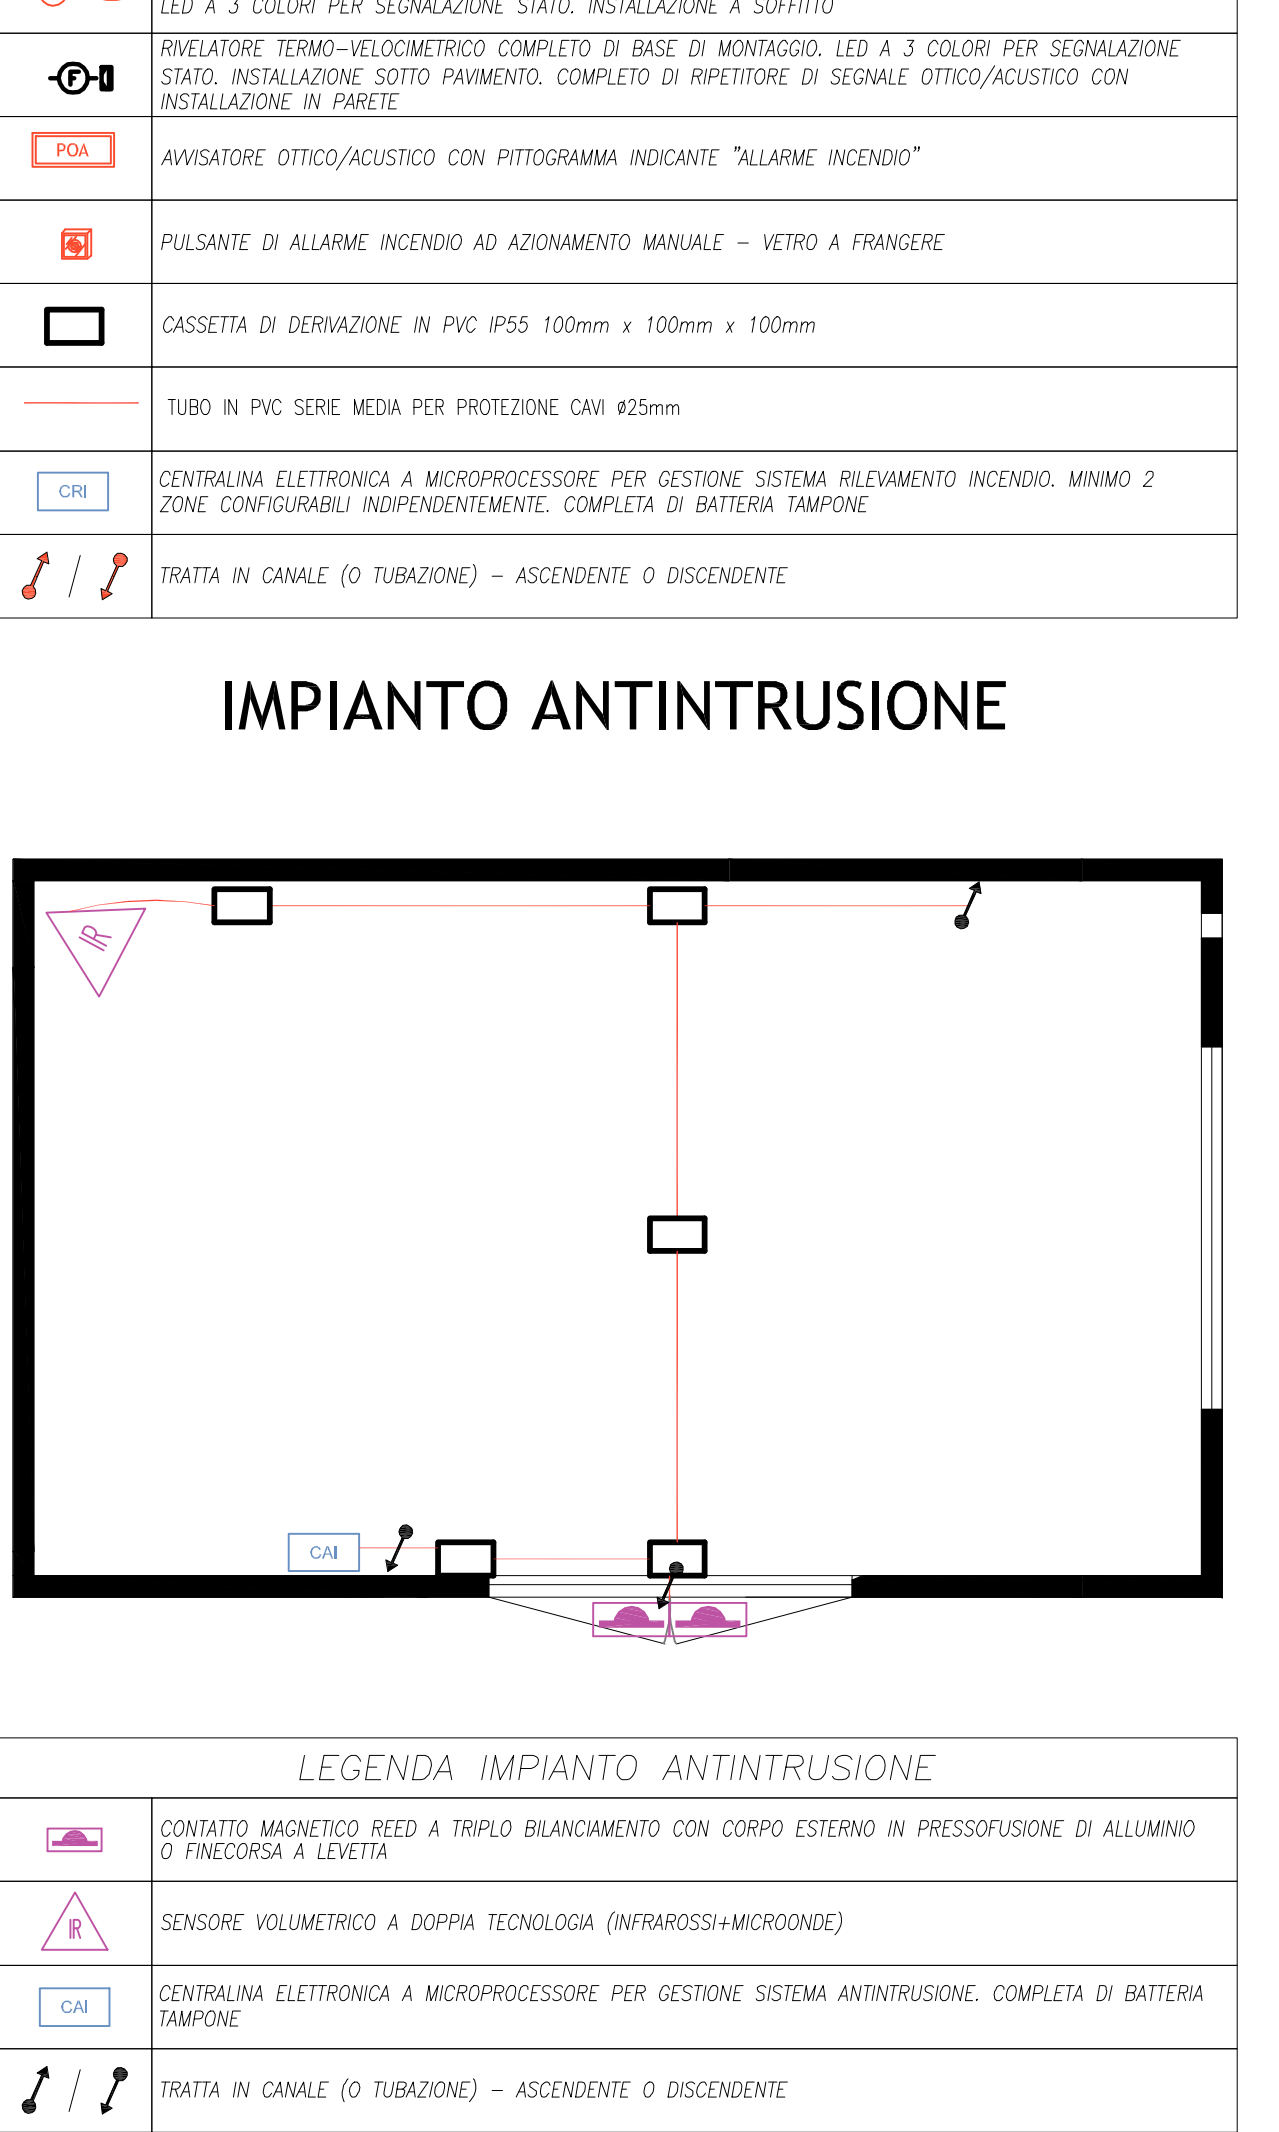 LED A 3 COLORI PER SEGNALAZIONE STATO. INSTALLAZIONE A SOFFITTO
F
RIVELATORE TERMO-VELOCIMETRICO COMPLETO DI BASE DI MONTAGGIO. LED A 3 COLORI PER SEGNALAZIONE
STATO. INSTALLAZIONE SOTTO PAVIMENTO. COMPLETO DI RIPETITORE DI SEGNALE OTTICO/ACUSTICO CON
INSTALLAZIONE IN PARETE
POA
AVVISATORE OTTICO/ACUSTICO CON PITTOGRAMMA INDICANTE "ALLARME INCENDIO"
PULSANTE DI ALLARME INCENDIO AD AZIONAMENTO MANUALE – VETRO A FRANGERE
CASSETTA DI DERIVAZIONE IN PVC IP55 100mm x 100mm x 100mm
TUBO IN PVC SERIE MEDIA PER PROTEZIONE CAVI ø25mm
CRI
CENTRALINA ELETTRONICA A MICROPROCESSORE PER GESTIONE SISTEMA RILEVAMENTO INCENDIO. MINIMO 2
ZONE CONFIGURABILI INDIPENDENTEMENTE. COMPLETA DI BATTERIA TAMPONE
/
TRATTA IN CANALE (O TUBAZIONE) – ASCENDENTE O DISCENDENTE
IMPIANTO ANTINTRUSIONE
IR
CAI
LEGENDA IMPIANTO ANTINTRUSIONE
CONTATTO MAGNETICO REED A TRIPLO BILANCIAMENTO CON CORPO ESTERNO IN PRESSOFUSIONE DI ALLUMINIO
O FINECORSA A LEVETTA
IR
SENSORE VOLUMETRICO A DOPPIA TECNOLOGIA (INFRAROSSI+MICROONDE)
CAI
CENTRALINA ELETTRONICA A MICROPROCESSORE PER GESTIONE SISTEMA ANTINTRUSIONE. COMPLETA DI BATTERIA
TAMPONE
/
TRATTA IN CANALE (O TUBAZIONE) – ASCENDENTE O DISCENDENTE